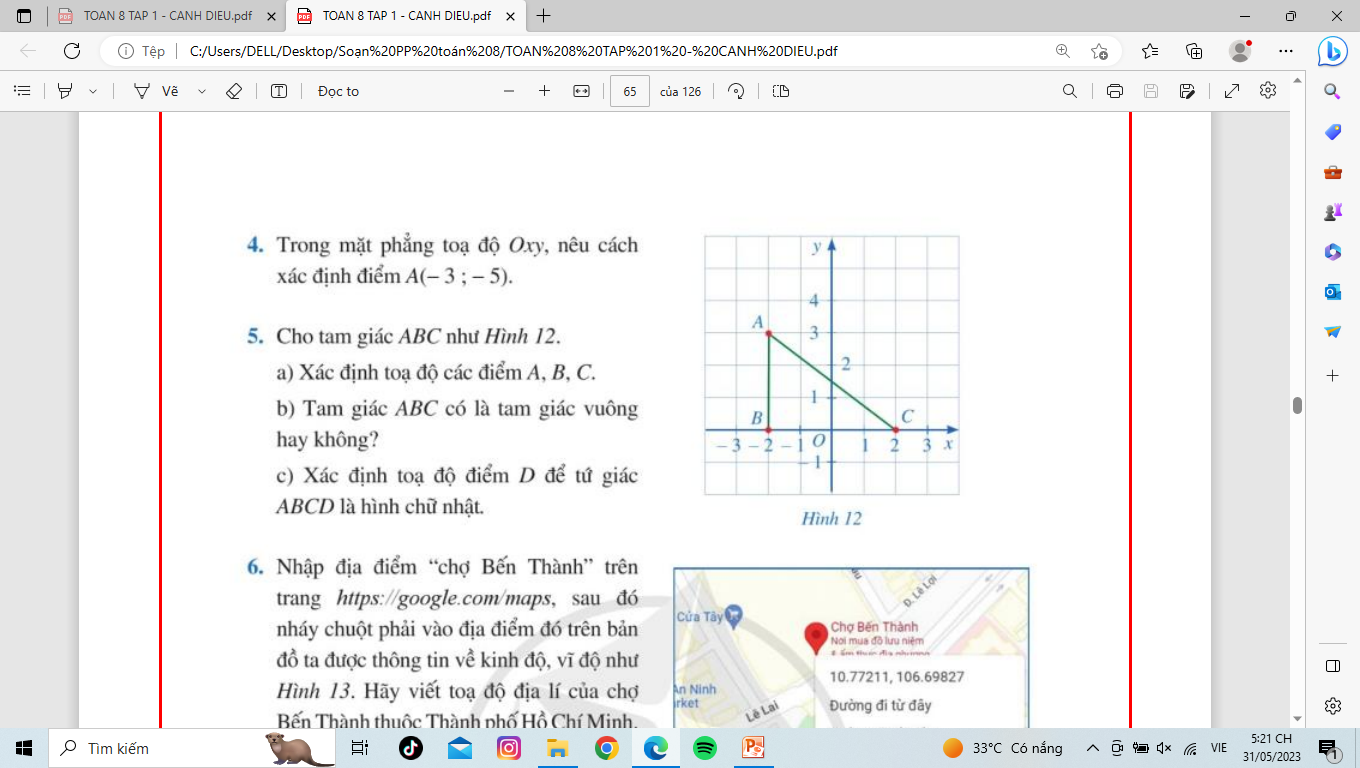 TOAN 8 TAP 1 - CANH DIEU.pdf
TOAN 8 TAP 1 - CANH DIEU.pdf
Tệp
C:/Users/DELL/Desktop/Soạn%20PP%20toán%208/TOAN%208%20TAP%201%20-%20CANH%20DIEU.pdf
Vẽ
Đọc to
65
của 126
4. Trong mặt phẳng toạ độ Oxy, nêu cách
xác định điểm A(– 3 ; – 5).
5. Cho tam giác ABC như Hình 12.
a) Xác định toạ độ các điểm A, B, C.
b) Tam giác ABC có là tam giác vuông
hay không?
c) Xác định toạ độ điểm D để tứ giác
ABCD là hình chữ nhật.
y
4
A
3
2
1
B
C
– 3
– 2
– 1
O
1
2
3
x
– 1
Hình 12
6. Nhập địa điểm “chợ Bến Thành” trên
trang https://google.com/maps, sau đó
nháy chuột phải vào địa điểm đó trên bản
đồ ta được thông tin về kinh độ, vĩ độ như
Hình 13. Hãy viết toạ độ địa lí của chợ
Bến Thành thuộc Thành phố Hồ Chí Minh.
Đ. Lê Lợi
Cửa Tây
Chợ Bến Thành
Nơi mua đồ lưu niệm
& ẩm thực địa phương
10.77211, 106.69827
Đường đi từ đây
An Ninh
rket
Lê Lai
Tìm kiếm
33°C Có nắng
VIE
5:21 CH
31/05/2023
1